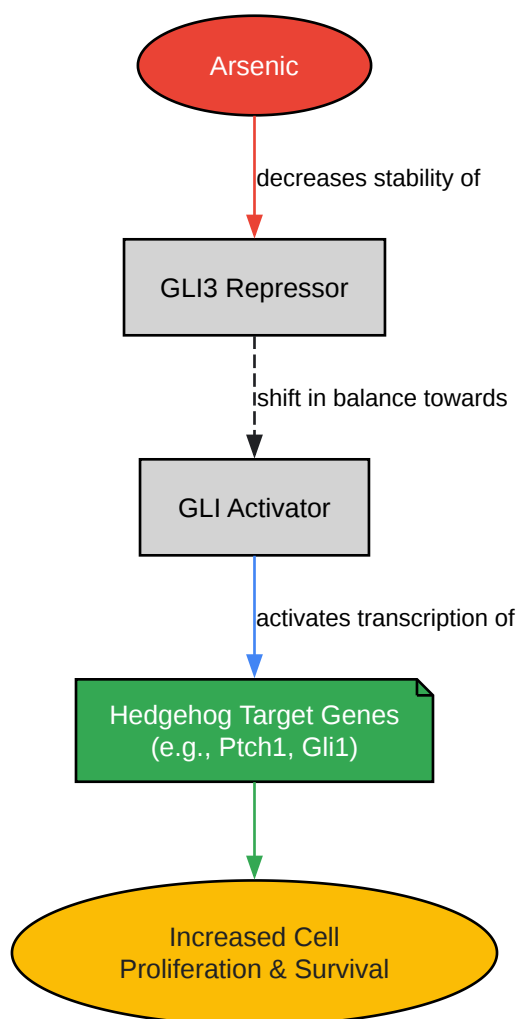 Arsenic
decreases stability of
GLI3 Repressor
shift in balance towards
GLI Activator
activates transcription of
Hedgehog Target Genes
(e.g., Ptch1, Gli1)
Increased Cell
Proliferation & Survival